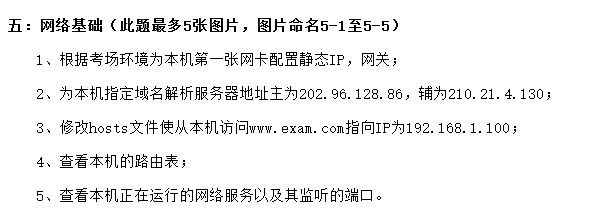 五：网络基础（此题最多5张图片，图片命名5-1至5-5）
1、根据考场环境为本机第一张网卡配置静态IP，网关；
2、为本机指定域名解析服务器地址主为202.96.128.86，辅为210.21.4.130；
3、修改hosts文件使从本机访问www.exam.com指向IP为192.168.1.100；
4、查看本机的路由表；
5、查看本机正在运行的网络服务以及其监听的端口。